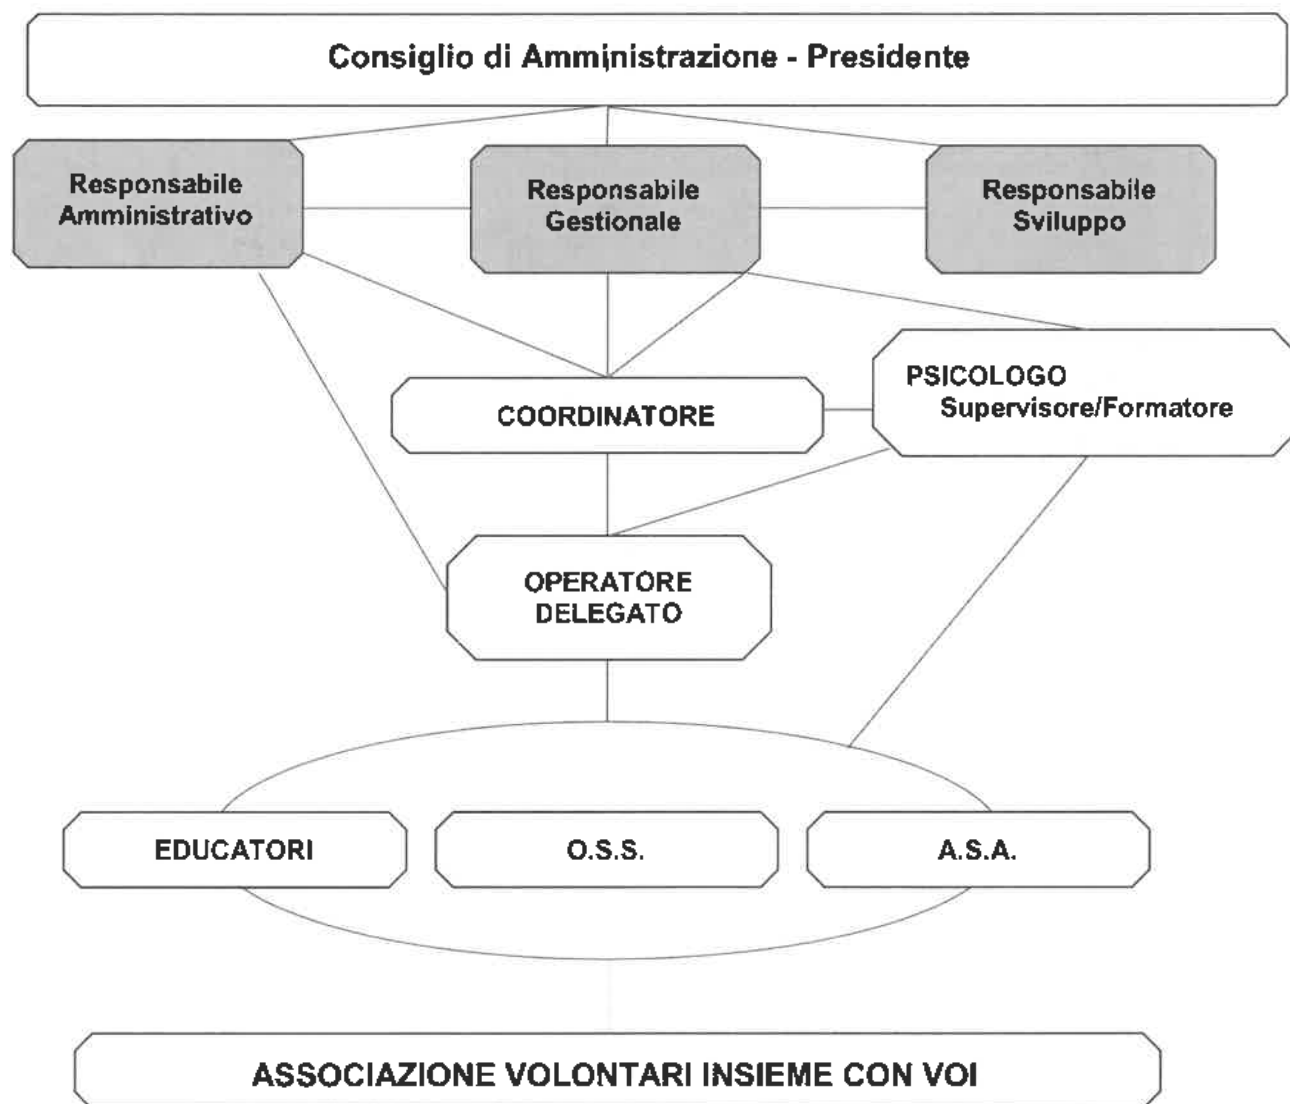 Consiglio di Amministrazione - Presidente
Responsabile
Amministrativo
Responsabile
Gestionale
Responsabile
Sviluppo
PSICOLOGO
Supervisore/Formatore
COORDINATORE
OPERATORE
DELEGATO
EDUCATORI
O.S.S.
A.S.A.
ASSOCIAZIONE VOLONTARI INSIEME CON VOI